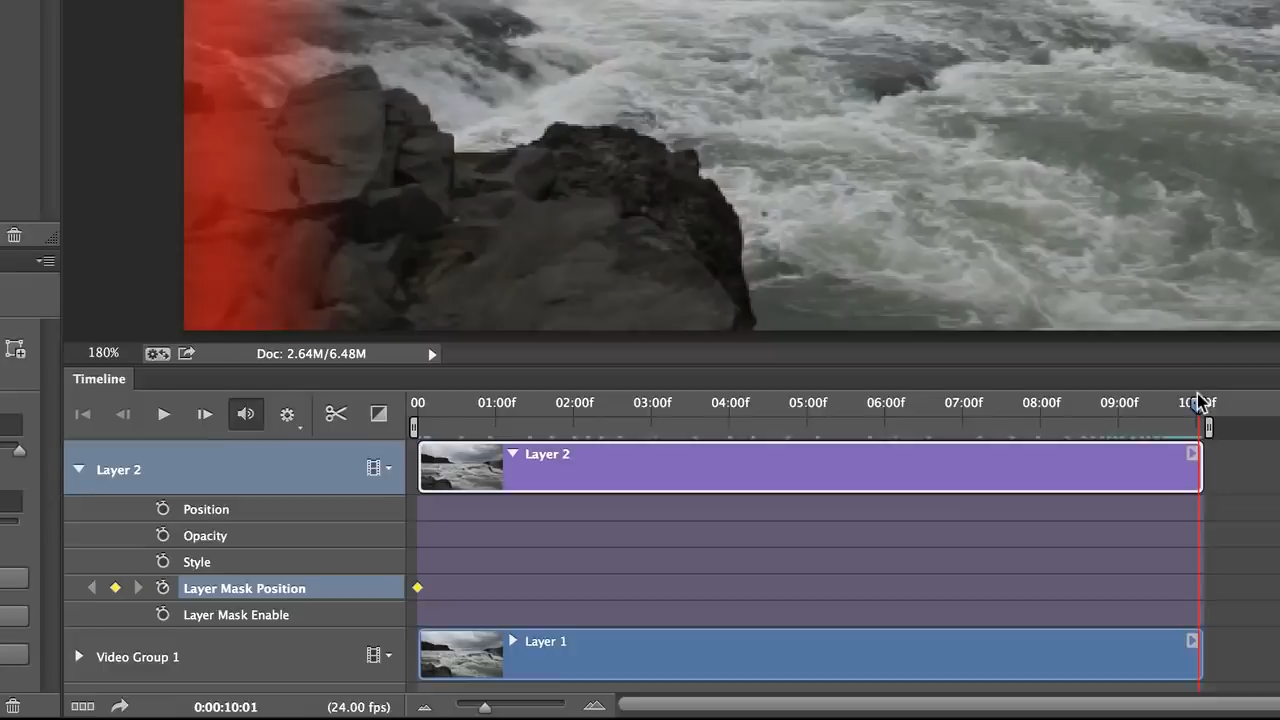 180%
Doc: 2.64M/6.48M
Timeline
00 01:00f 02:00f 03:00f 04:00f 05:00f 06:00f 07:00f 08:00f 09:00f
Layer 2
Layer 2
Position
Opacity
Style
Layer Mask Position
Layer Mask Enable
Video Group 1
Layer 1
0:00:10:01
(24.00 fps)